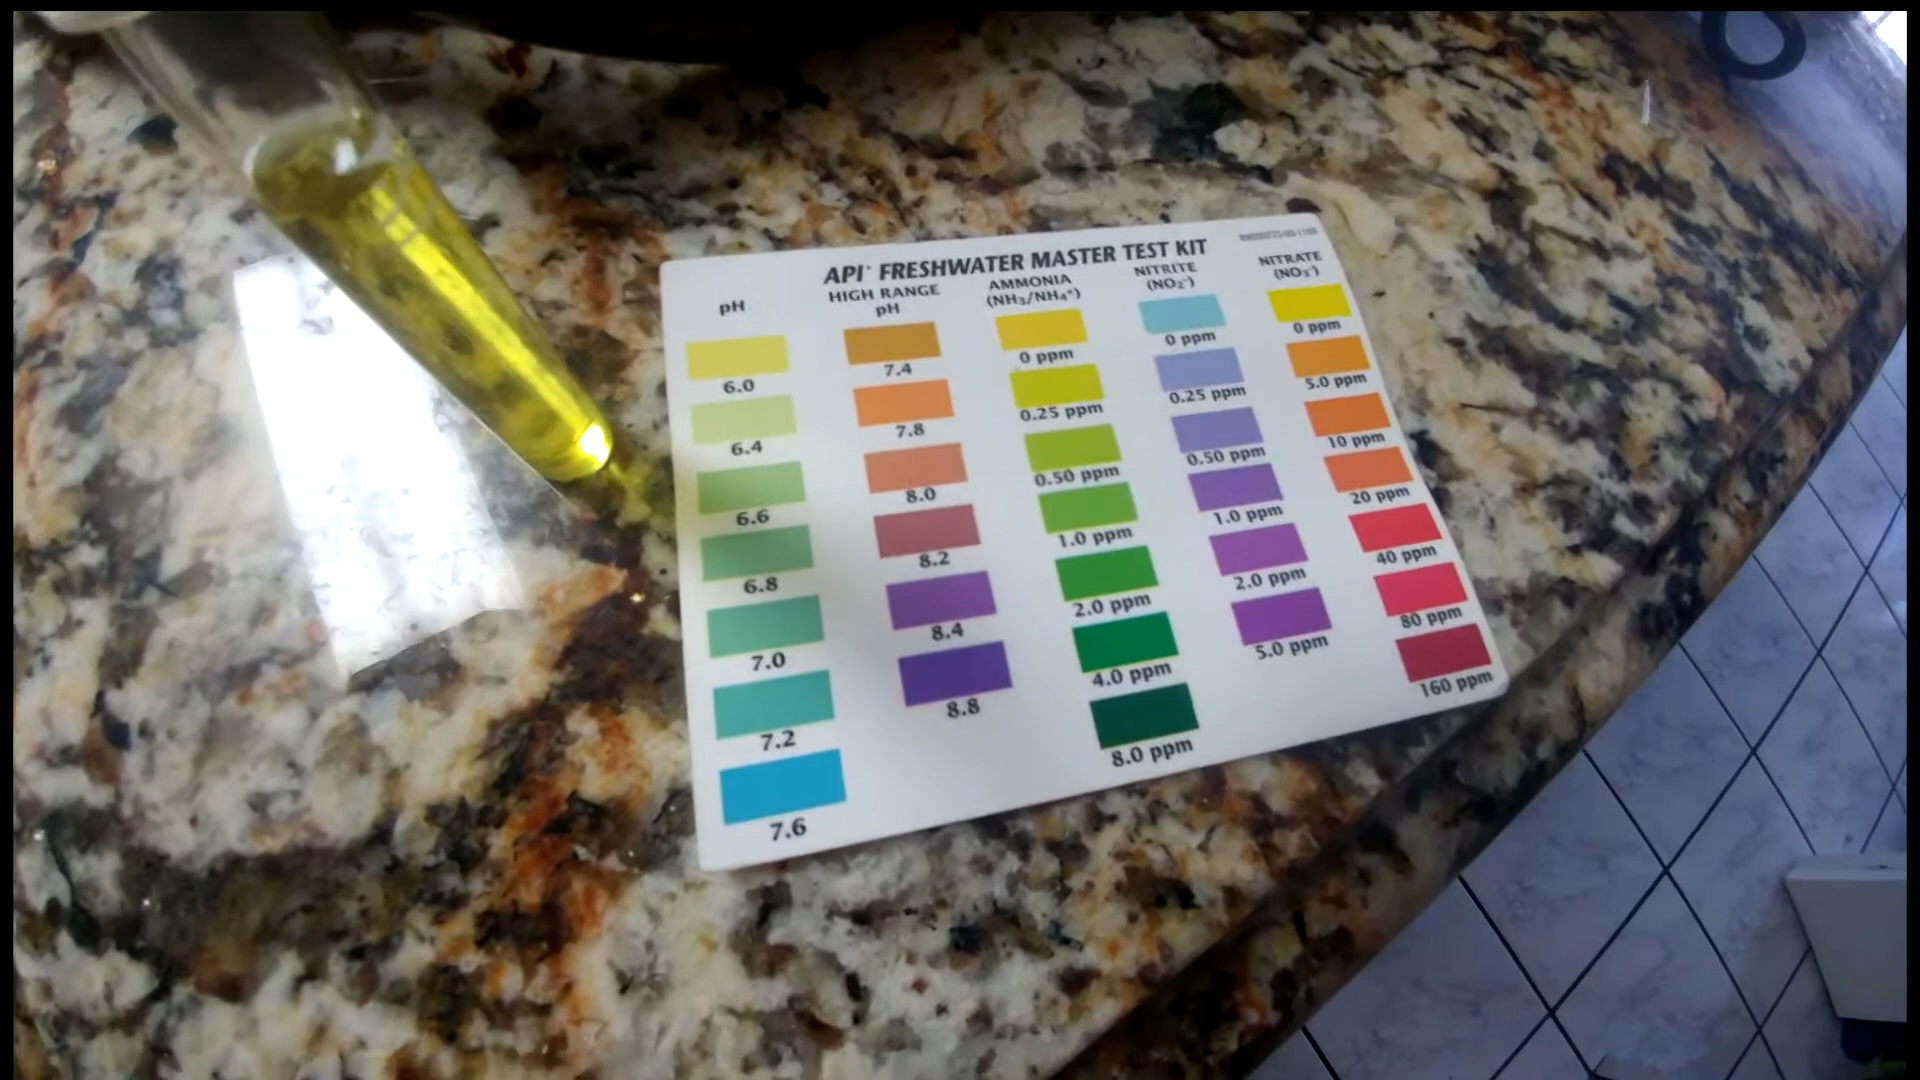 API® FRESHWATER MASTER TEST KIT
pH
6.0
6.4
6.6
6.8
7.0
7.2
7.6
HIGH RANGE
pH
7.4
7.8
8.0
8.2
8.4
8.8
AMMONIA
(NH₃/NH₄⁺)
0 ppm
0.25 ppm
0.50 ppm
1.0 ppm
2.0 ppm
4.0 ppm
8.0 ppm
NITRITE
(NO₂⁻)
0 ppm
0.25 ppm
0.50 ppm
1.0 ppm
2.0 ppm
5.0 ppm
NITRATE
(NO₃⁻)
0 ppm
5.0 ppm
10 ppm
20 ppm
40 ppm
80 ppm
160 ppm